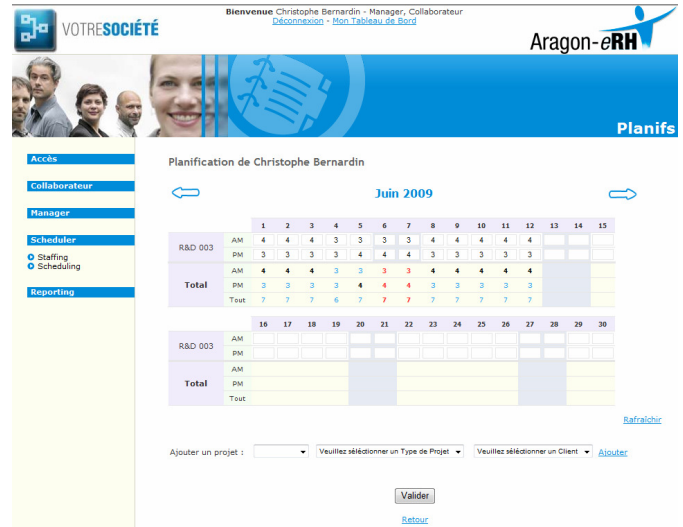 Bienvenue Christophe Bernardin - Manager, Collaborateur
Déconnexion - Mon Tableau de Bord
VOTRESOCIÉTÉ
Aragon-eRH
Planifs
Accès
Collaborateur
Manager
Scheduler
Staffing
Scheduling
Reporting
Planification de Christophe Bernardin
Juin 2009
1 2 3 4 5 6 7 8 9 10 11 12 13 14 15
R&D 003
AM 4 4 4 3 3 3 3 4 4 4 4 4
PM 3 3 3 3 4 4 4 3 3 3 3 3
Total
AM 4 4 4 3 3 3 3 4 4 4 4 4
PM 3 3 3 3 4 4 4 3 3 3 3 3
Tout 7 7 7 6 7 7 7 7 7 7 7 7
16 17 18 19 20 21 22 23 24 25 26 27 28 29 30
R&D 003
AM
PM
Total
AM
PM
Tout
Rafraîchir
Ajouter un projet : Veuillez séléctionner un Type de Projet Veuillez séléctionner un Client Ajouter
Valider
Retour